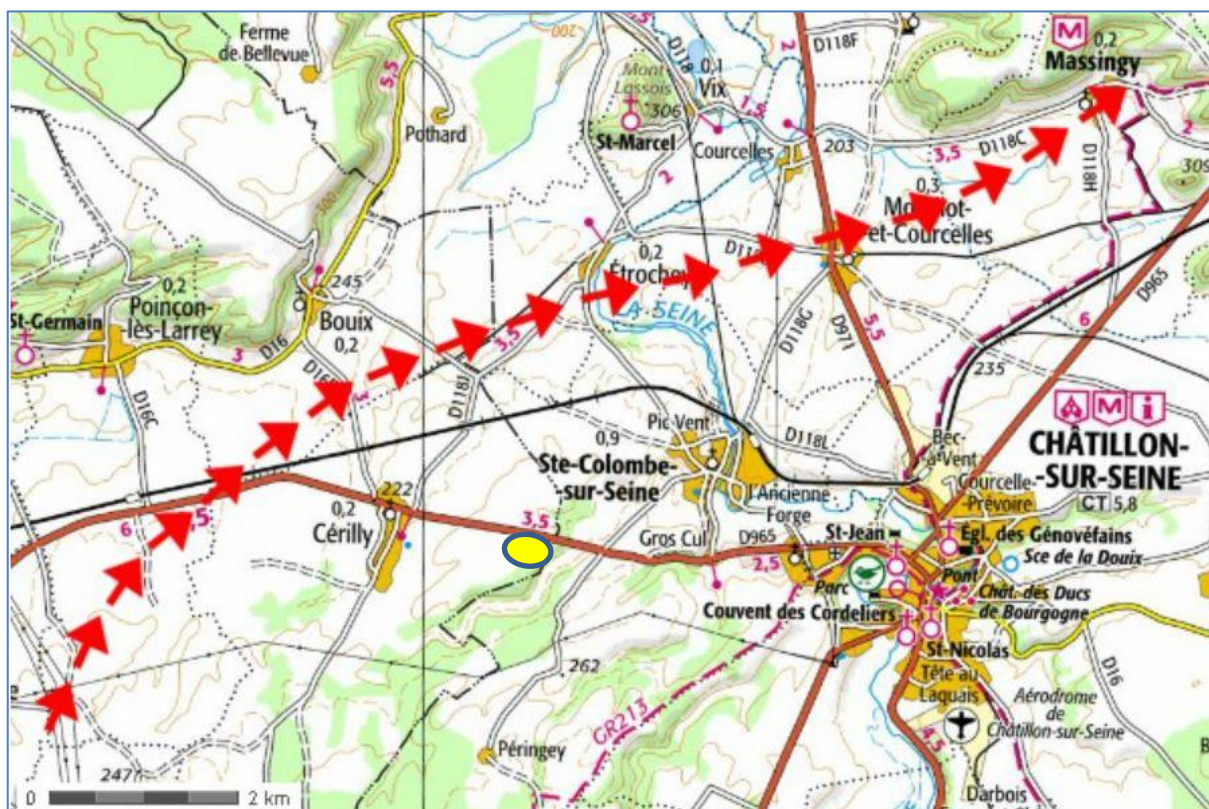 Ferme
de Bellevue
5,5
Pothard
200
D18
0,1
Vix
Mont
Lassois
306
St-Marcel
1,5
2
D118F
M
0,2
Massingy
Courcelles
203
3,5
D118C
D118H
2
2
0,3
et-Courcelles
0,2
Étrochey
LA SEINE
D118G
D971
5,5
D965
6
235
300
245
0,2
Poinçon-
lès-Larrey
St-Germain
Bouix
0,2
3
D16
D16C
3,5
D118J
Pic Vent
0,9
Ste-Colombe-
sur-Seine
D118L
Bec-
à-Vent
M i
CHÂTILLON-
-SUR-SEINE
CT 5,8
Courcelle-
Prévoire
l'Ancienne
Forge
222
0,2
Cérilly
6
,5
3,5
Gros Cul
D965
2,5
St-Jean
Égl. des Génovéfains
Sce de la Douix
Parc
Pont
Chât. des Ducs
de Bourgogne
Couvent des Cordeliers
St-Nicolas
262
Tête au
Laquais
D16
Aérodrome
de
Châtillon-sur-Seine
GR213
Péringey
4,5
247
Darbois
0
2 km